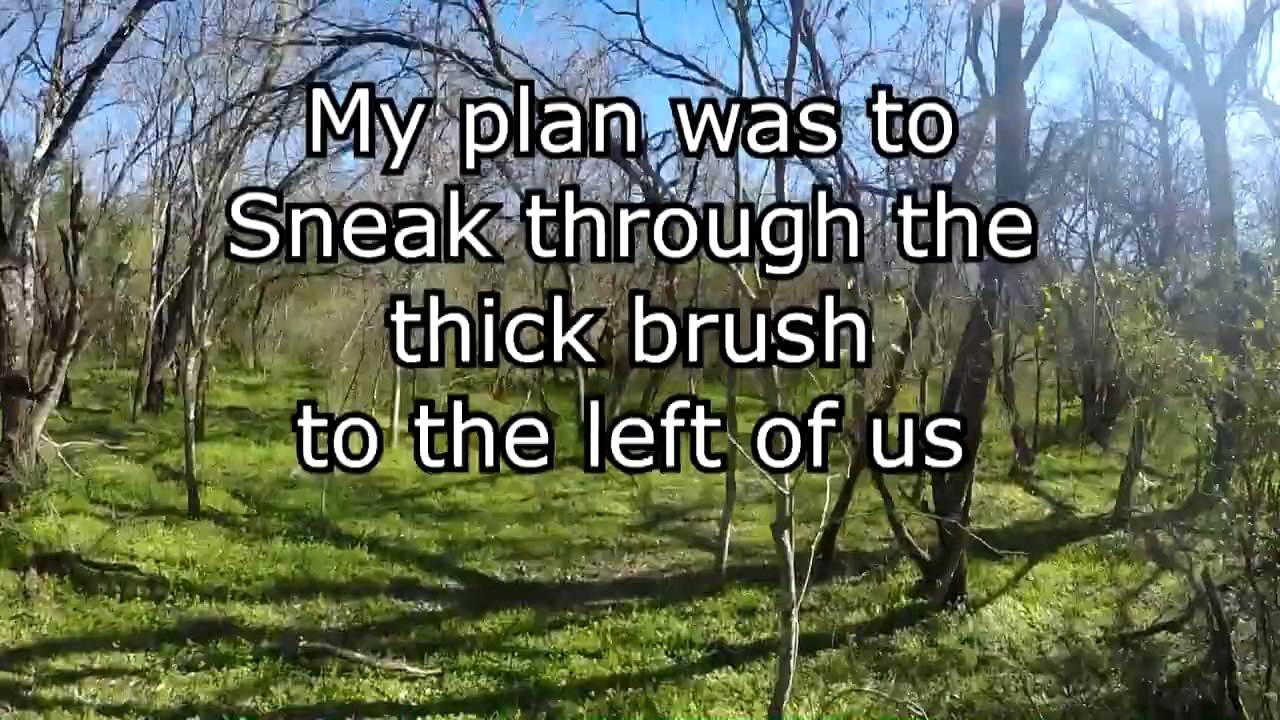 My plan was to
Sneak through the
thick brush
to the left of us